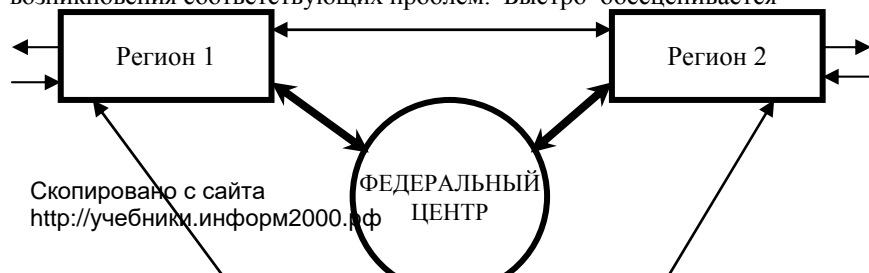 возникновения соответствующих проблем. Быстро обесценивается
Регион 1
Регион 2
ФЕДЕРАЛЬНЫЙ
ЦЕНТР
Скопировано с сайта
http://учебники.информ2000.рф